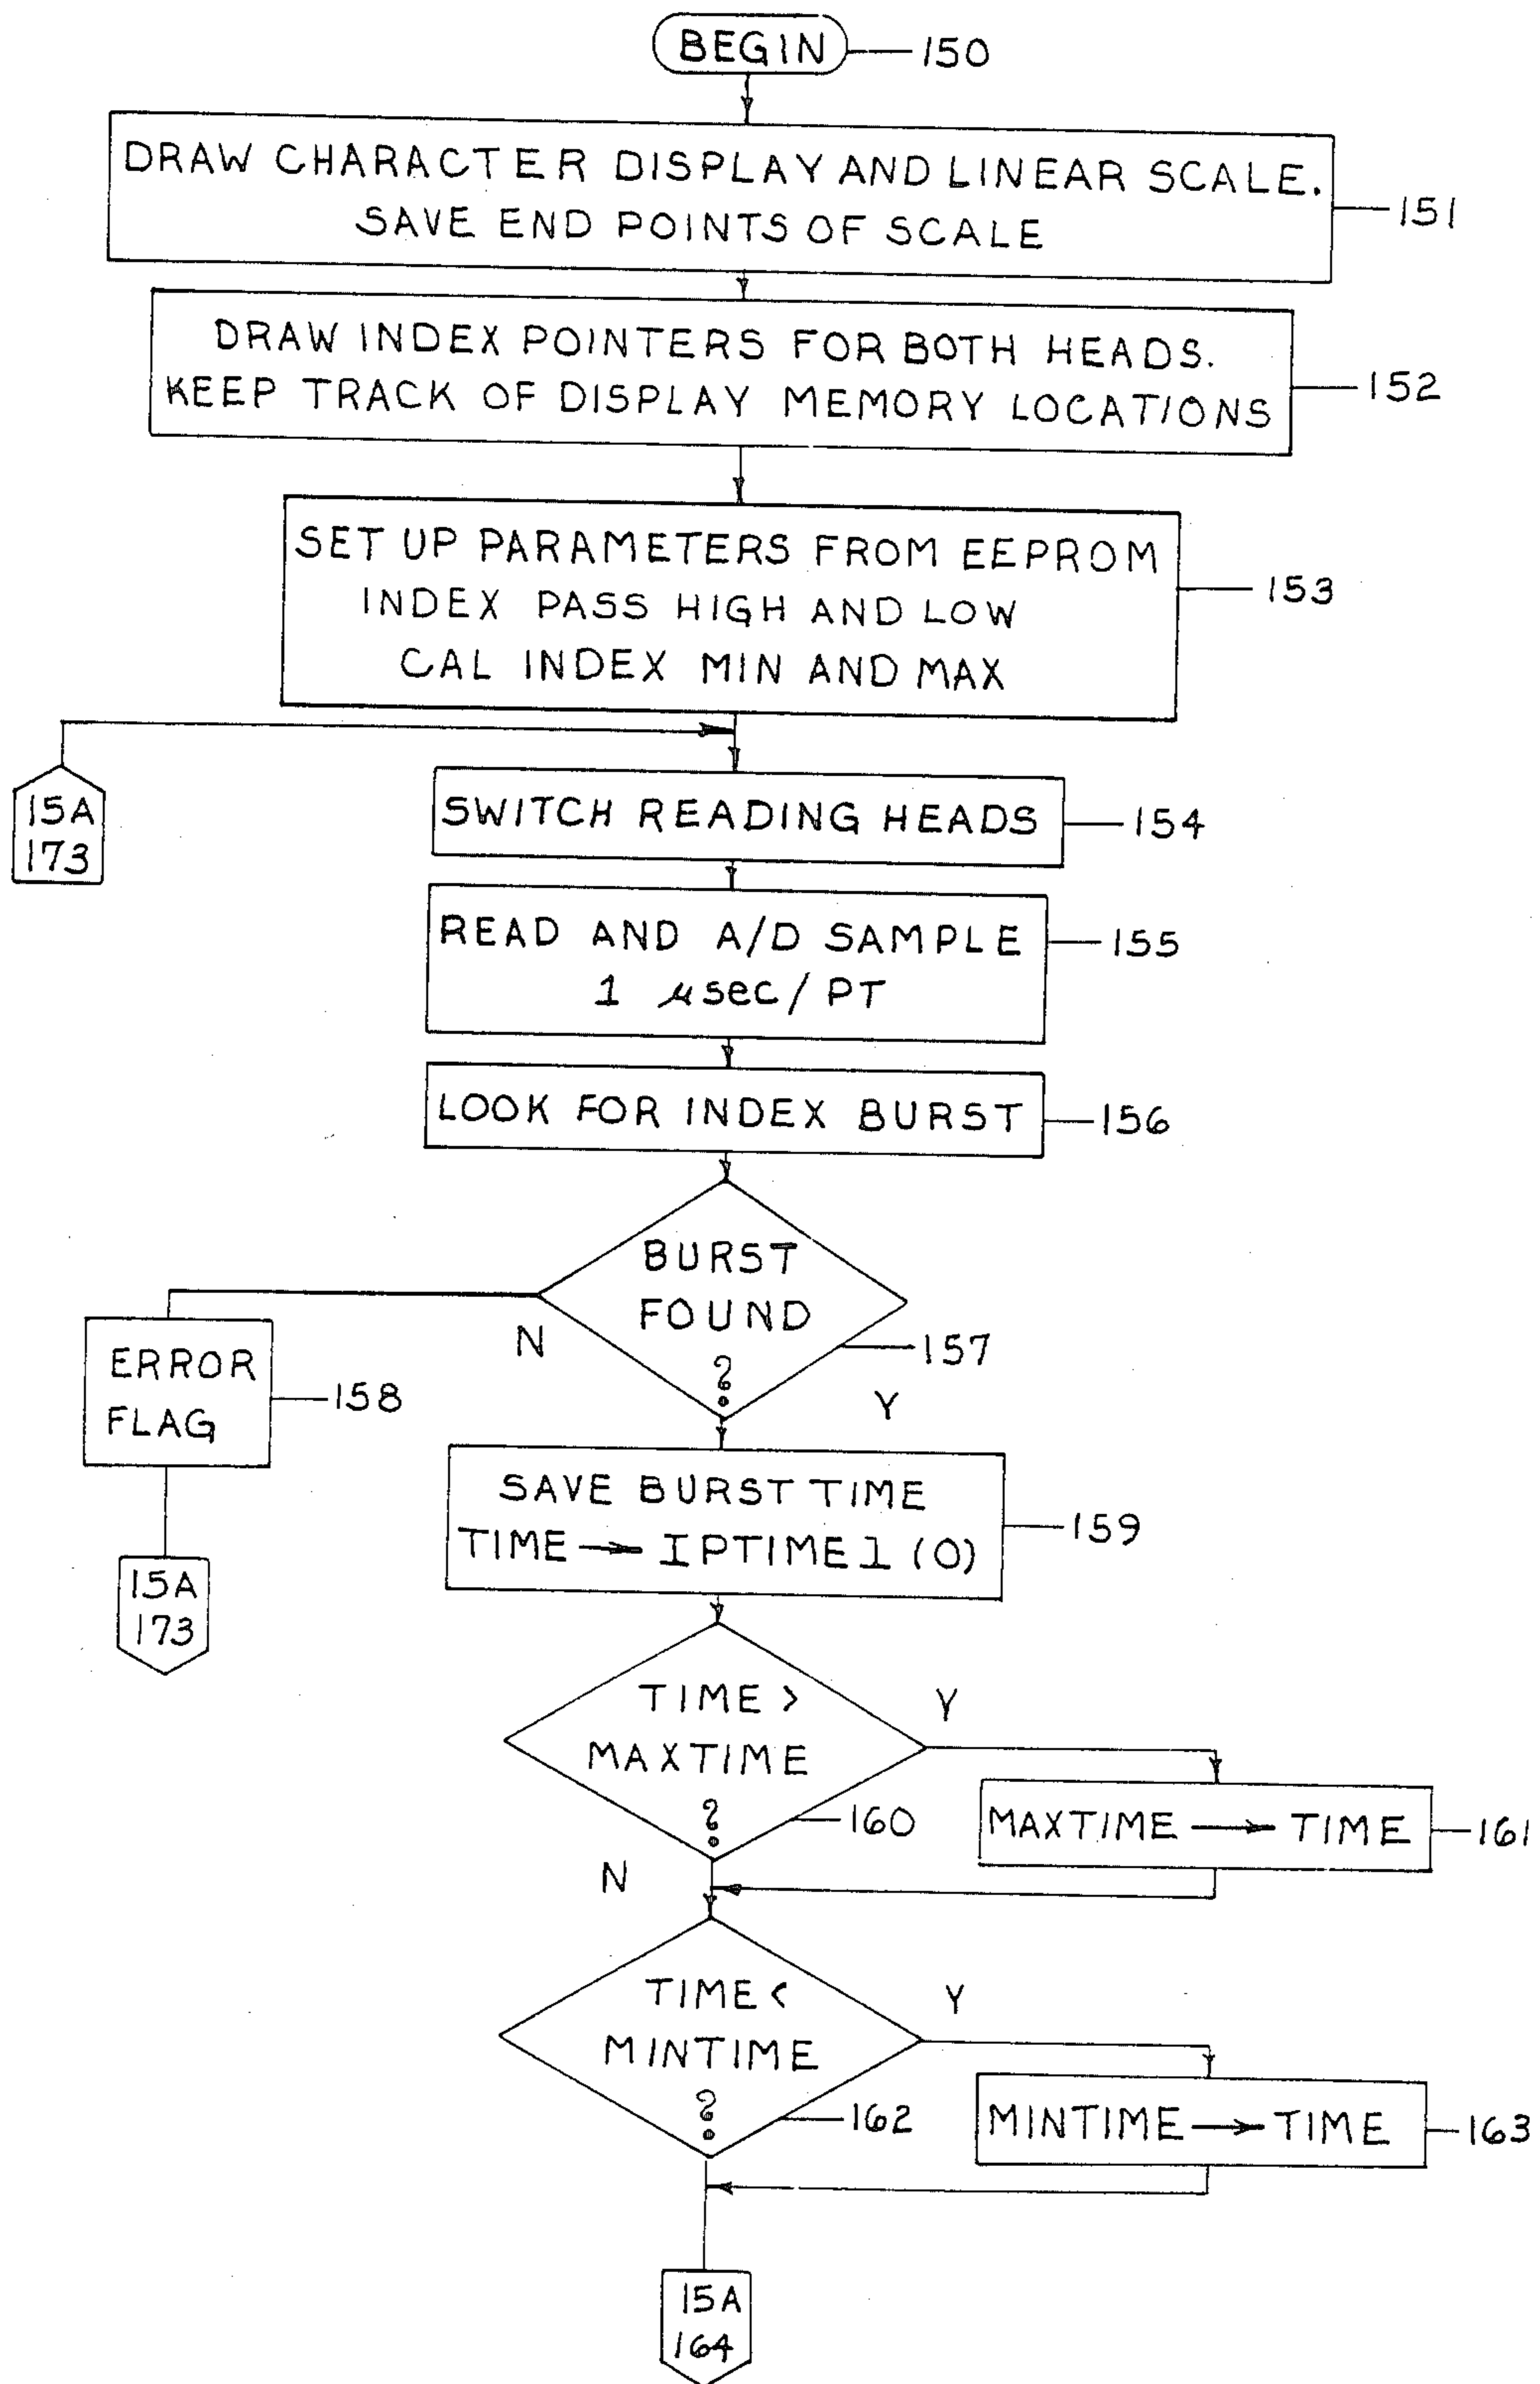 BEGIN
150
DRAW CHARACTER DISPLAY AND LINEAR SCALE.
SAVE END POINTS OF SCALE
151
DRAW INDEX POINTERS FOR BOTH HEADS.
KEEP TRACK OF DISPLAY MEMORY LOCATIONS
152
SET UP PARAMETERS FROM EEPROM
INDEX PASS HIGH AND LOW
CAL INDEX MIN AND MAX
153
15A
173
SWITCH READING HEADS
154
READ AND A/D SAMPLE
1 μsec/PT
155
LOOK FOR INDEX BURST
156
BURST
FOUND
?
157
N
Y
ERROR
FLAG
158
15A
173
SAVE BURST TIME
TIME → IPTIME1(0)
159
TIME >
MAXTIME
?
160
Y
N
MAXTIME → TIME
161
TIME <
MINTIME
?
162
Y
MINTIME → TIME
163
15A
164